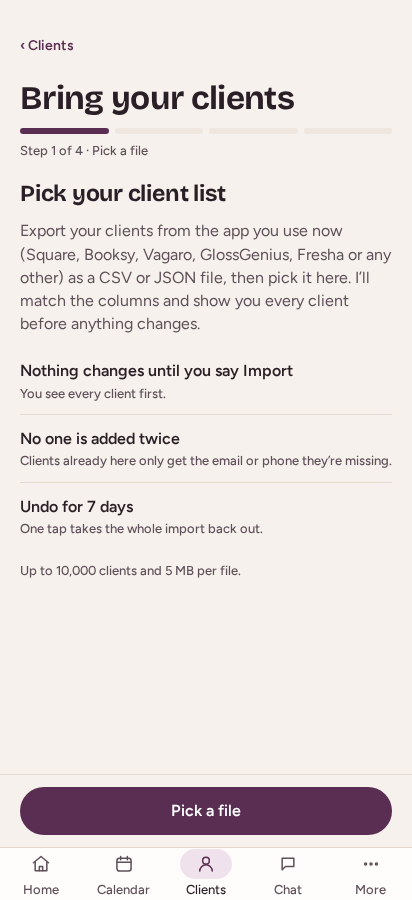 ‹ Clients
Bring your clients
Step 1 of 4 · Pick a file
Pick your client list
Export your clients from the app you use now
(Square, Booksy, Vagaro, GlossGenius, Fresha or any
other) as a CSV or JSON file, then pick it here. I’ll
match the columns and show you every client
before anything changes.
Nothing changes until you say Import
You see every client first.
No one is added twice
Clients already here only get the email or phone they’re missing.
Undo for 7 days
One tap takes the whole import back out.
Up to 10,000 clients and 5 MB per file.
Pick a file
Home Calendar Clients Chat More